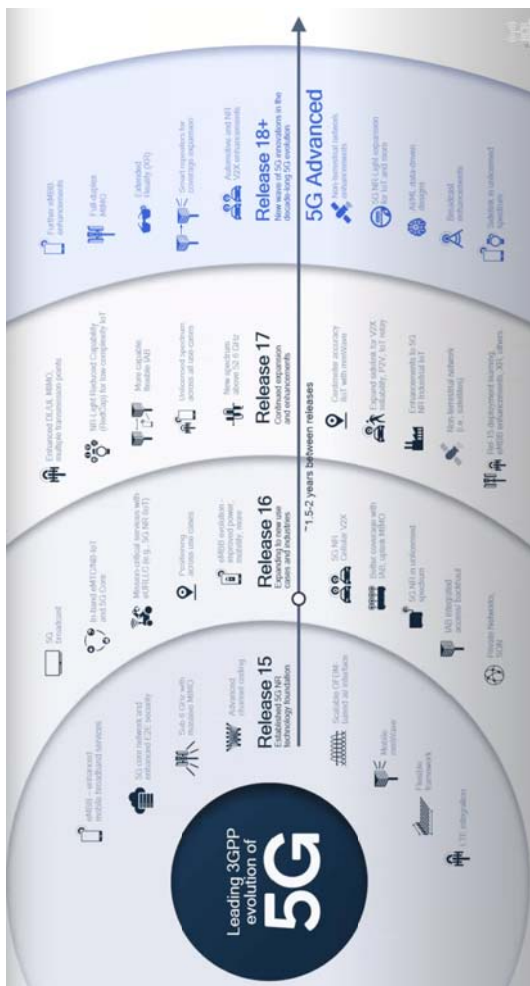 Leading 3GPP
evolution of
5G
eMBB – enhanced
mobile broadband services
5G core network and
enhanced E2E security
Sub-6 GHz with
massive MIMO
Advanced
channel coding
Release 15
Established 5G NR
technology foundation
Scalable OFDM-
based air interface
Mobile
mmWave
Flexible
framework
LTE integration
5G
broadcast
In-band eMTC/NB-IoT
and 5G Core
Mission-critical services with
eURLLC (e.g., 5G NR IIoT)
Positioning
across use cases
eMBB evolution -
improved power,
mobility, more
Release 16
Expanding to new use
cases and industries
5G NR
Cellular V2X
Better coverage with
IAB, uplink MIMO
5G NR in unlicensed
spectrum
IAB integrated
access/ backhaul
Private Networks,
SON
Enhanced DL/UL MIMO,
multiple transmission points
NR-Light Reduced Capability
(RedCap) for low-complexity IoT
More capable,
flexible IAB
Unlicensed spectrum
across all use cases
New spectrum
above 52.6 GHz
Release 17
Continued expansion
and enhancements
~1.5-2 years between releases
Centimeter accuracy
IIoT with mmWave
Expand sidelink for V2X
reliability, P2V, IoT relay
Enhancements to 5G
NR Industrial IoT
Non-terrestrial network
(i.e., satellites)
Rel 15 deployment learning,
eMBB enhancements, XR, others
Further eMBB
enhancements
Full-duplex
MIMO
Extended
Reality (XR)
Smart repeaters for
coverage expansion
Automotive and NR
V2X enhancements
Release 18+
New wave of 5G innovations in the
decade-long 5G evolution
5G Advanced
Non-terrestrial network
enhancements
5G NR-Light expansion
for IoT and more
AI/ML data-driven
designs
Broadcast
enhancements
Sidelink in unlicensed
spectrum